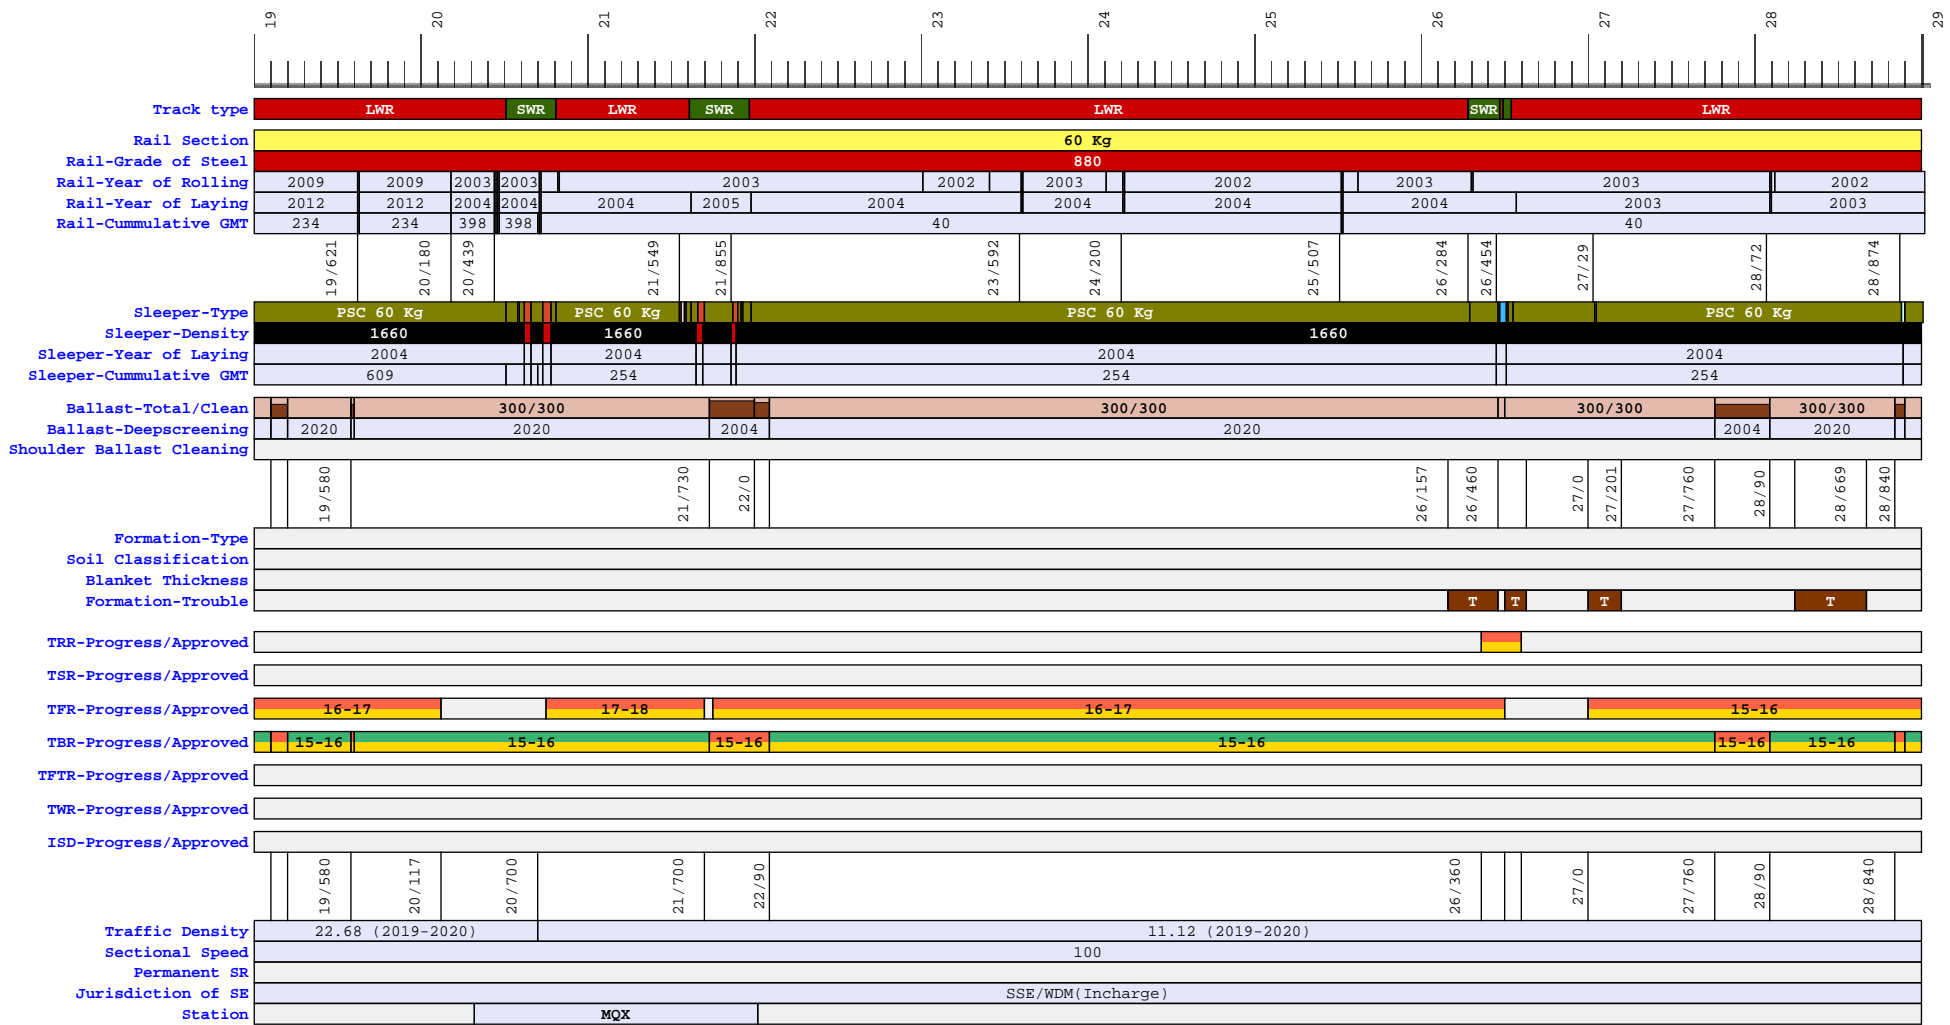 19 20 21 22 23 24 25 26 27 28 29
Track type LWR SWR LWR SWR LWR SWR LWR
Rail Section 60 Kg
Rail-Grade of Steel 880
Rail-Year of Rolling 2009 2009 2003 2003 2003 2002 2003 2002 2003 2003 2002
Rail-Year of Laying 2012 2012 2004 2004 2004 2005 2004 2004 2004 2004 2003 2003
Rail-Cummulative GMT 234 234 398 398 40 40
19/621 20/180 20/439 21/549 21/855 23/592 24/200 25/507 26/284 26/454 27/29 28/72 28/874
Sleeper-Type PSC 60 Kg PSC 60 Kg PSC 60 Kg PSC 60 Kg
Sleeper-Density 1660 1660 1660
Sleeper-Year of Laying 2004 2004 2004 2004
Sleeper-Cummulative GMT 609 254 254 254
Ballast-Total/Clean 300/300 300/300 300/300 300/300
Ballast-Deepscreening 2020 2020 2004 2020 2004 2020
Shoulder Ballast Cleaning
19/580 21/730 22/0 26/157 26/460 27/0 27/201 27/760 28/90 28/669 28/840
Formation-Type
Soil Classification
Blanket Thickness
Formation-Trouble T T T T
TRR-Progress/Approved
TSR-Progress/Approved
TFR-Progress/Approved 16-17 17-18 16-17 15-16
TBR-Progress/Approved 15-16 15-16 15-16 15-16 15-16 15-16
TFTR-Progress/Approved
TWR-Progress/Approved
ISD-Progress/Approved
19/580 20/117 20/700 21/700 22/90 26/360 27/0 27/760 28/90 28/840
Traffic Density 22.68 (2019-2020) 11.12 (2019-2020)
Sectional Speed 100
Permanent SR
Jurisdiction of SE SSE/WDM(Incharge)
Station MQX